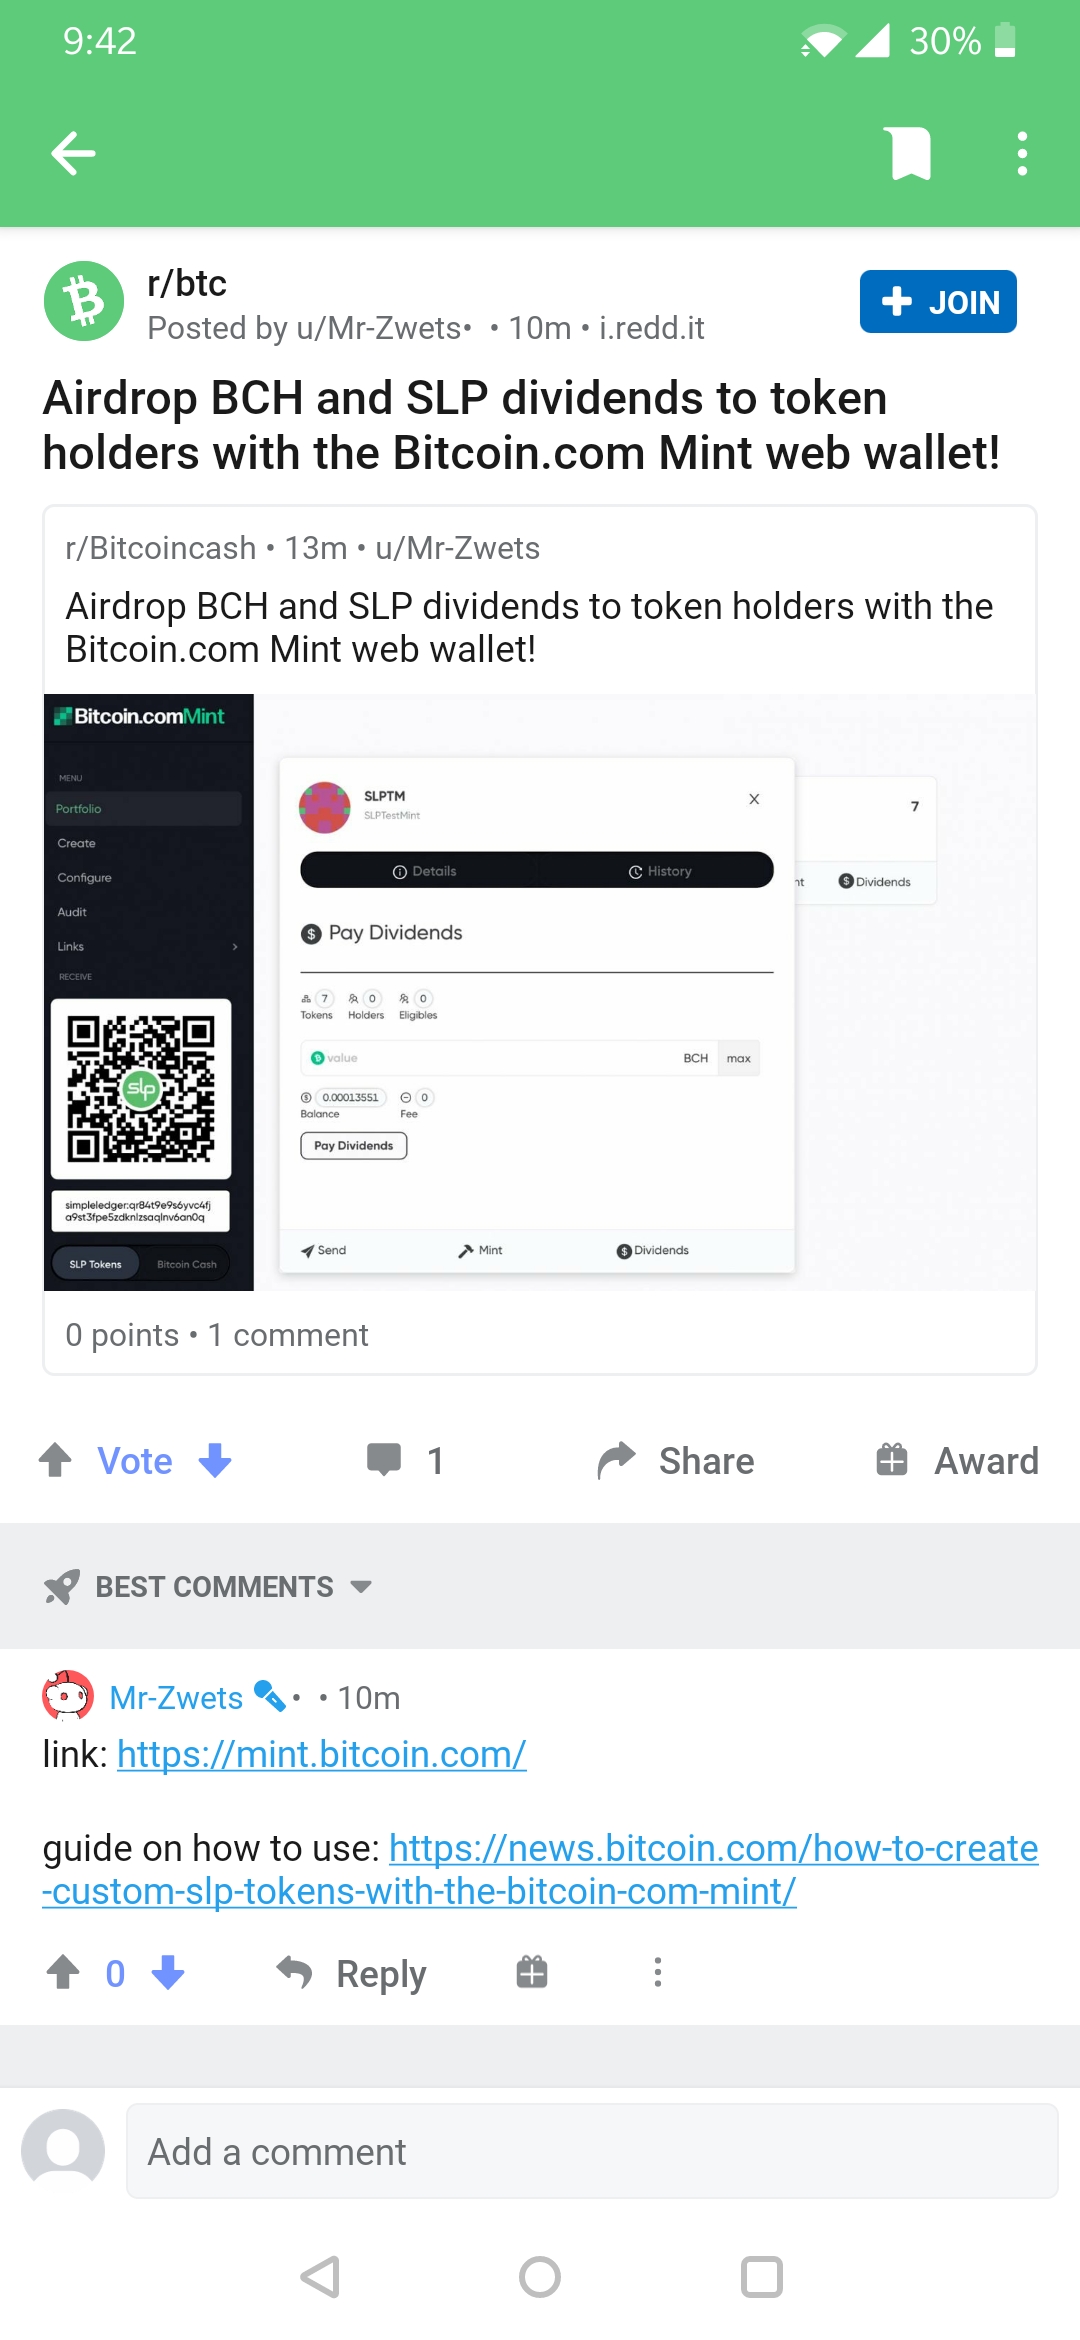 9:42
30%
r/btc
Posted by u/Mr-Zwets• • 10m • i.redd.it
JOIN
Airdrop BCH and SLP dividends to token
holders with the Bitcoin.com Mint web wallet!
r/Bitcoincash • 13m • u/Mr-Zwets
Airdrop BCH and SLP dividends to token holders with the
Bitcoin.com Mint web wallet!
Bitcoin.comMint
MENU
Portfolio
Create
Configure
Audit
Links
RECEIVE
slp
simpleledger:qr84t9e9s6yvc4fj
a9st3fpe5zdknlzsaqlnv6an0q
SLP Tokens Bitcoin Cash
SLPTM
SLPTestMint
X
Details History
$ Pay Dividends
7 0 0
Tokens Holders Eligibles
value BCH max
0.00013551 0
Balance Fee
Pay Dividends
Send Mint $ Dividends
7
nt $ Dividends
0 points • 1 comment
Vote 1 Share Award
BEST COMMENTS
Mr-Zwets • • 10m
link: https://mint.bitcoin.com/
guide on how to use: https://news.bitcoin.com/how-to-create
-custom-slp-tokens-with-the-bitcoin-com-mint/
0 Reply
Add a comment